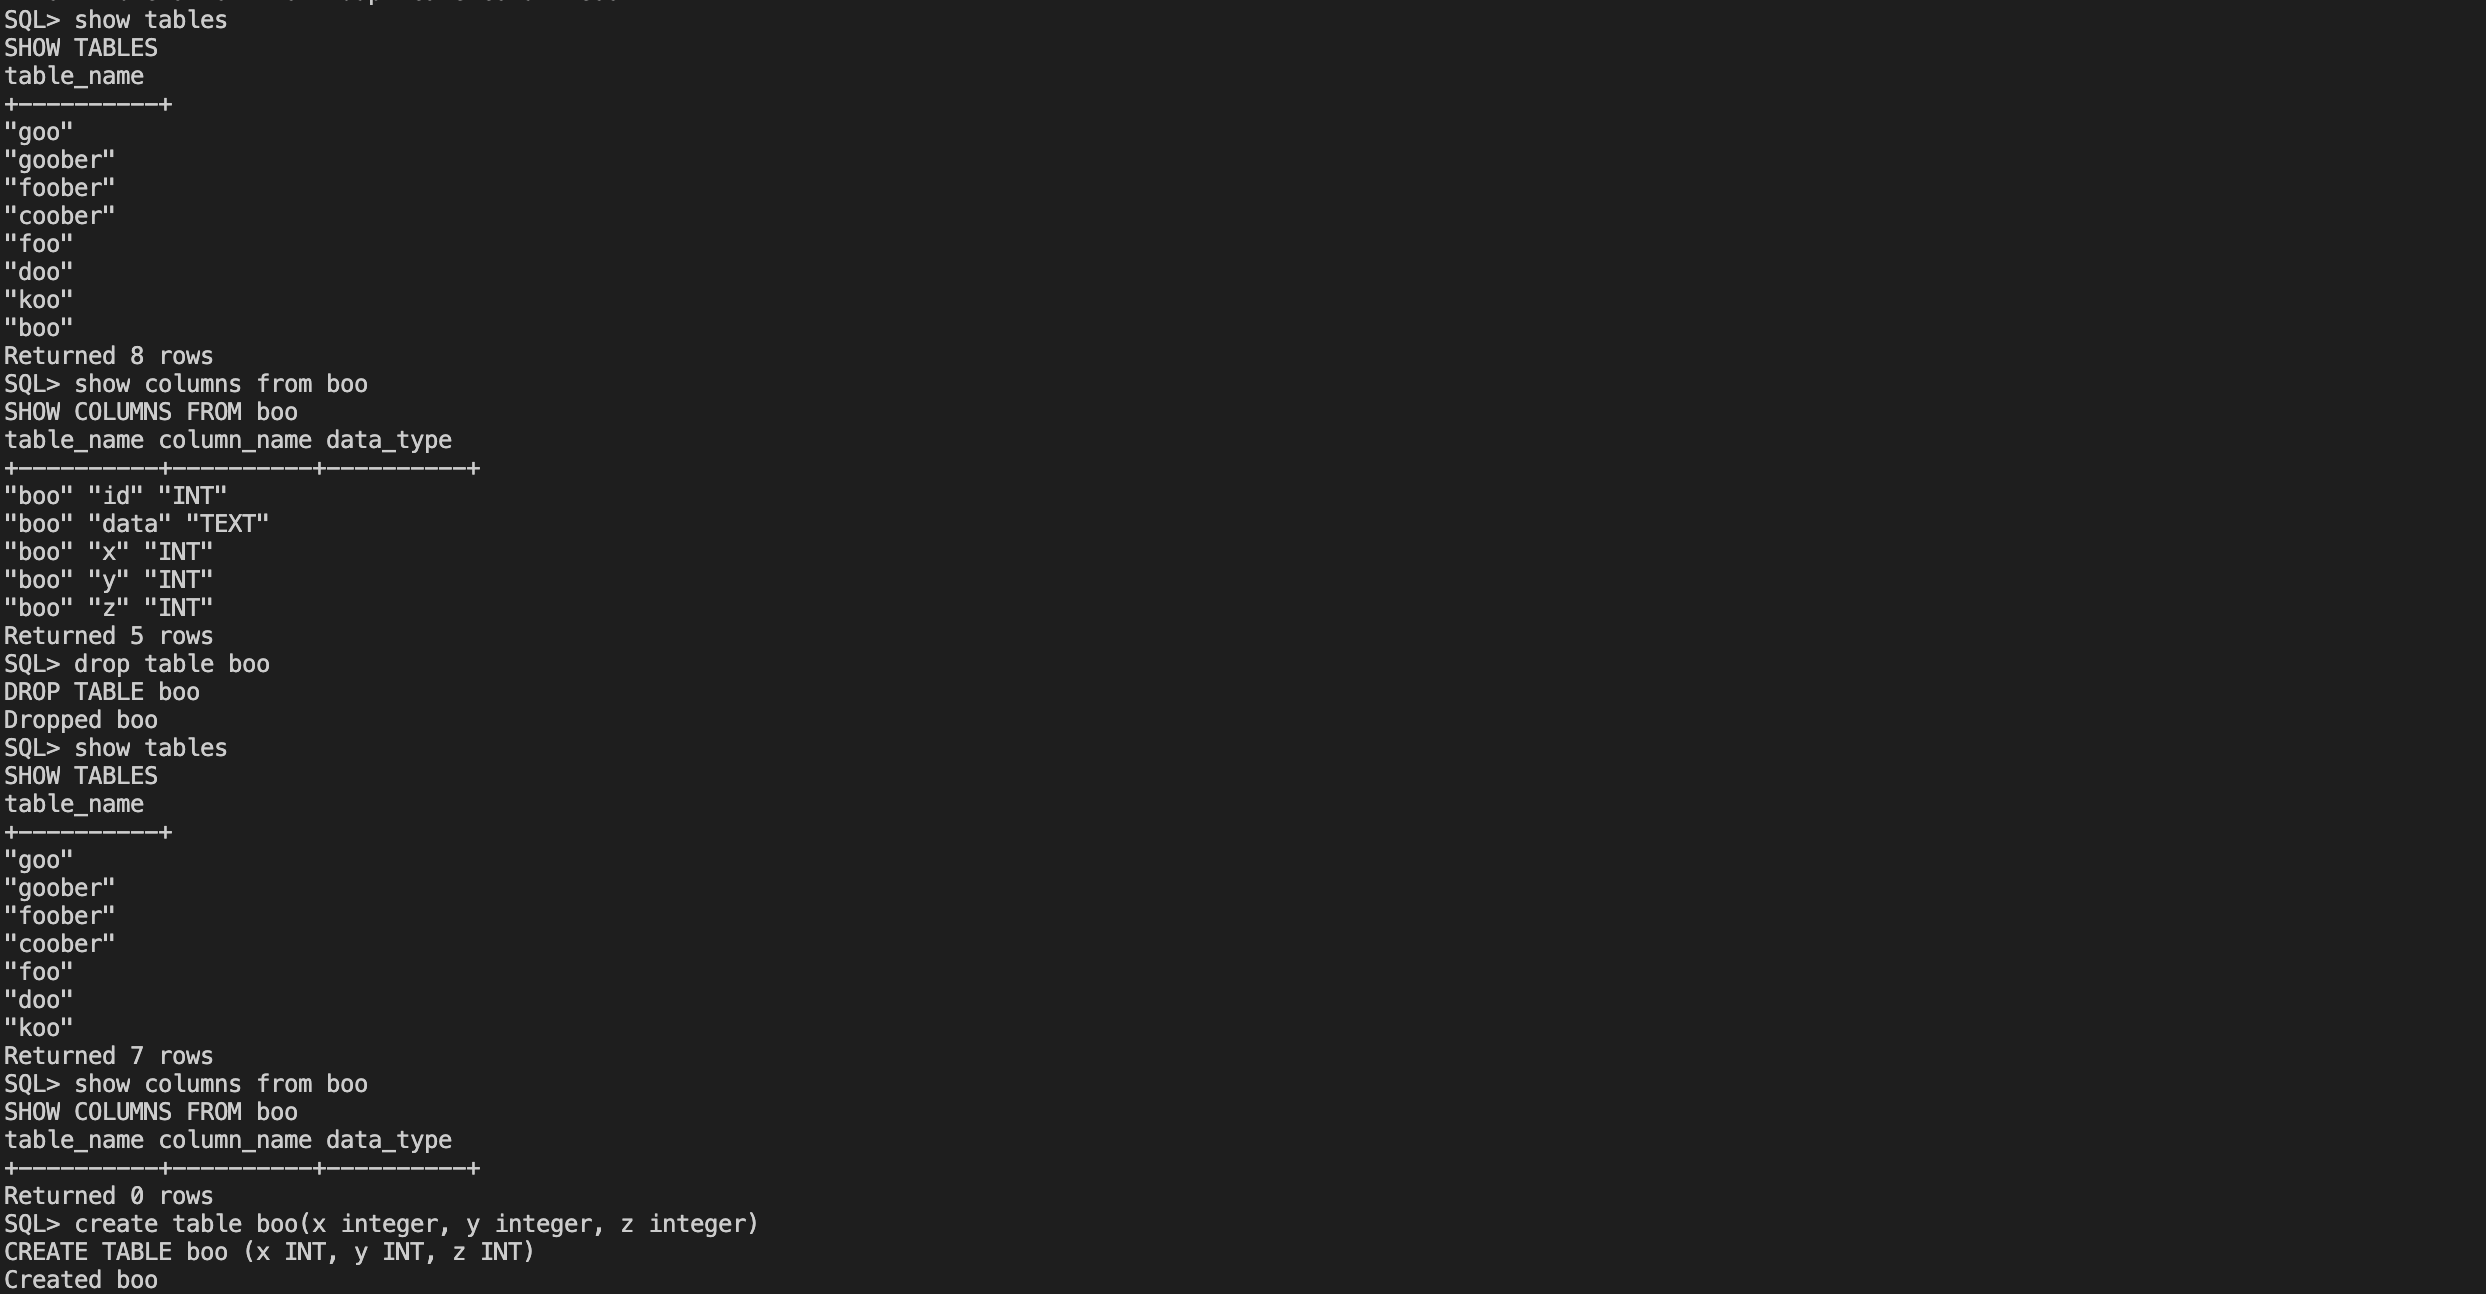 SQL> show tables
SHOW TABLES
table_name
+----------+
"goo"
"goober"
"foober"
"coober"
"foo"
"doo"
"koo"
"boo"
Returned 8 rows
SQL> show columns from boo
SHOW COLUMNS FROM boo
table_name column_name data_type
+----------+----------+----------+
"boo" "id" "INT"
"boo" "data" "TEXT"
"boo" "x" "INT"
"boo" "y" "INT"
"boo" "z" "INT"
Returned 5 rows
SQL> drop table boo
DROP TABLE boo
Dropped boo
SQL> show tables
SHOW TABLES
table_name
+----------+
"goo"
"goober"
"foober"
"coober"
"foo"
"doo"
"koo"
Returned 7 rows
SQL> show columns from boo
SHOW COLUMNS FROM boo
table_name column_name data_type
+----------+----------+----------+
Returned 0 rows
SQL> create table boo(x integer, y integer, z integer)
CREATE TABLE boo (x INT, y INT, z INT)
Created boo